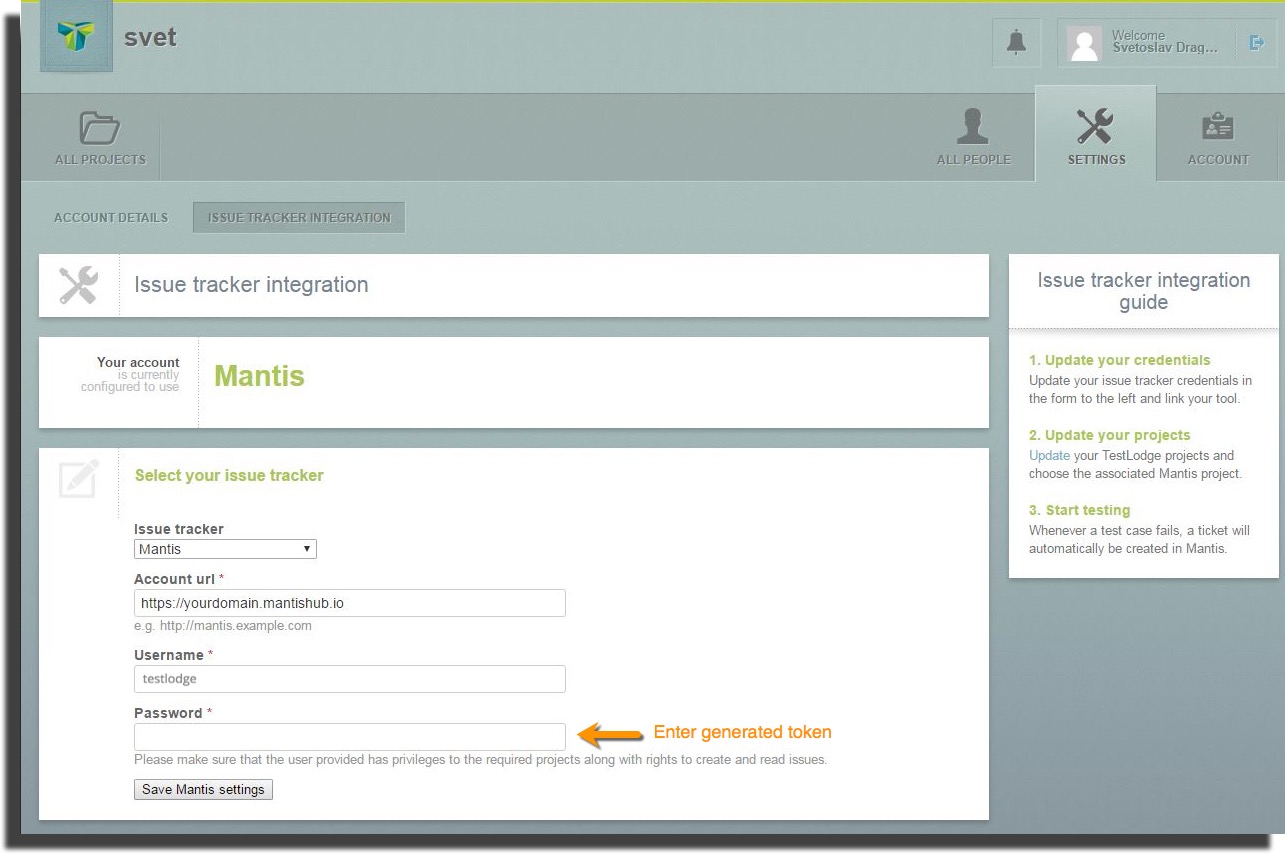 svet
Welcome
Svetoslav Drag...
ALL PROJECTS
ALL PEOPLE
SETTINGS
ACCOUNT
ACCOUNT DETAILS
ISSUE TRACKER INTEGRATION
Issue tracker integration
Your account
is currently
configured to use
Mantis
Select your issue tracker
Issue tracker
Mantis
Account url *
https://yourdomain.mantishub.io
e.g. http://mantis.example.com
Username *
testlodge
Password *
Enter generated token
Please make sure that the user provided has privileges to the required projects along with rights to create and read issues.
Save Mantis settings
Issue tracker integration
guide
1. Update your credentials
Update your issue tracker credentials in
the form to the left and link your tool.
2. Update your projects
Update your TestLodge projects and
choose the associated Mantis project.
3. Start testing
Whenever a test case fails, a ticket will
automatically be created in Mantis.